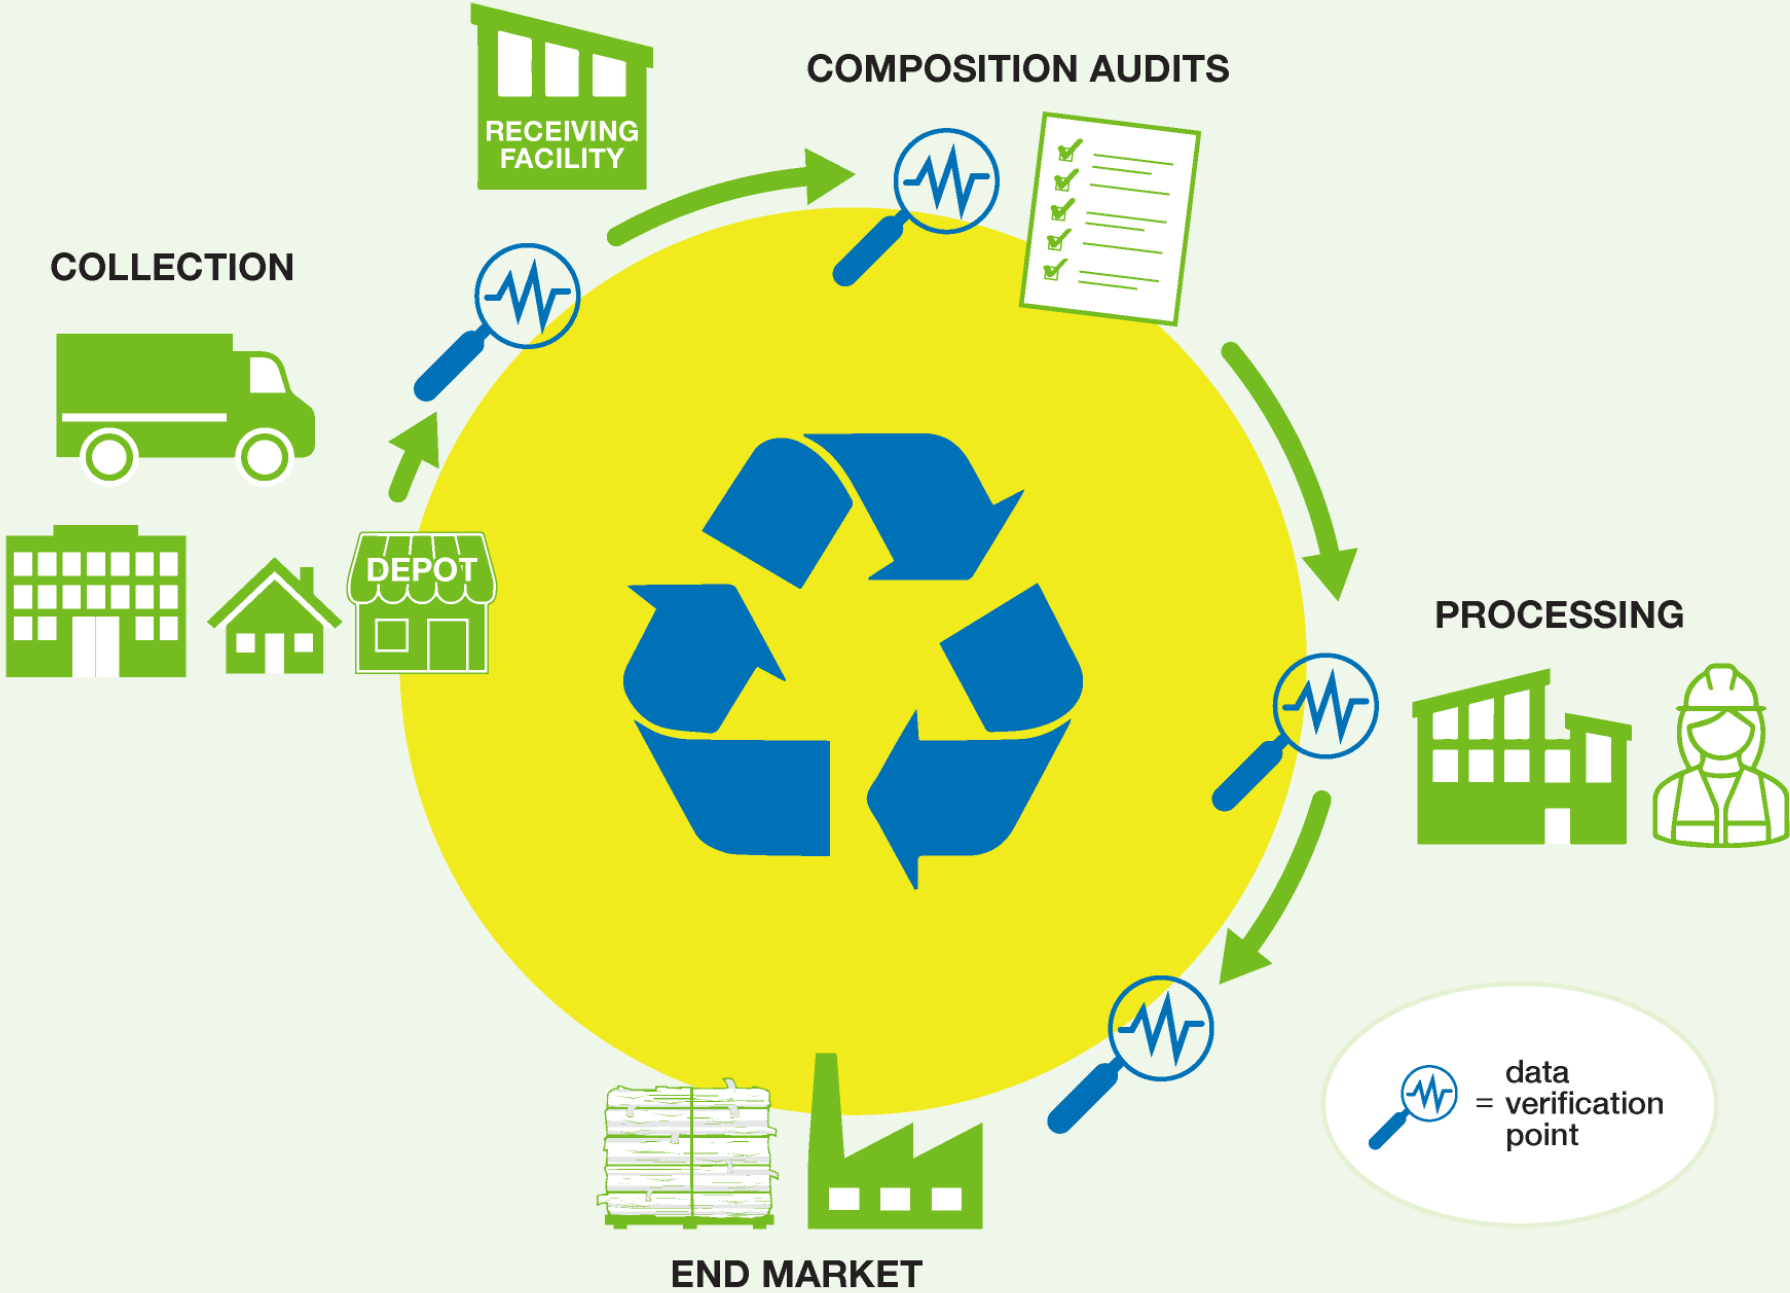 RECEIVING
FACILITY
COMPOSITION AUDITS
COLLECTION
DEPOT
PROCESSING
END MARKET
= data
verification
point